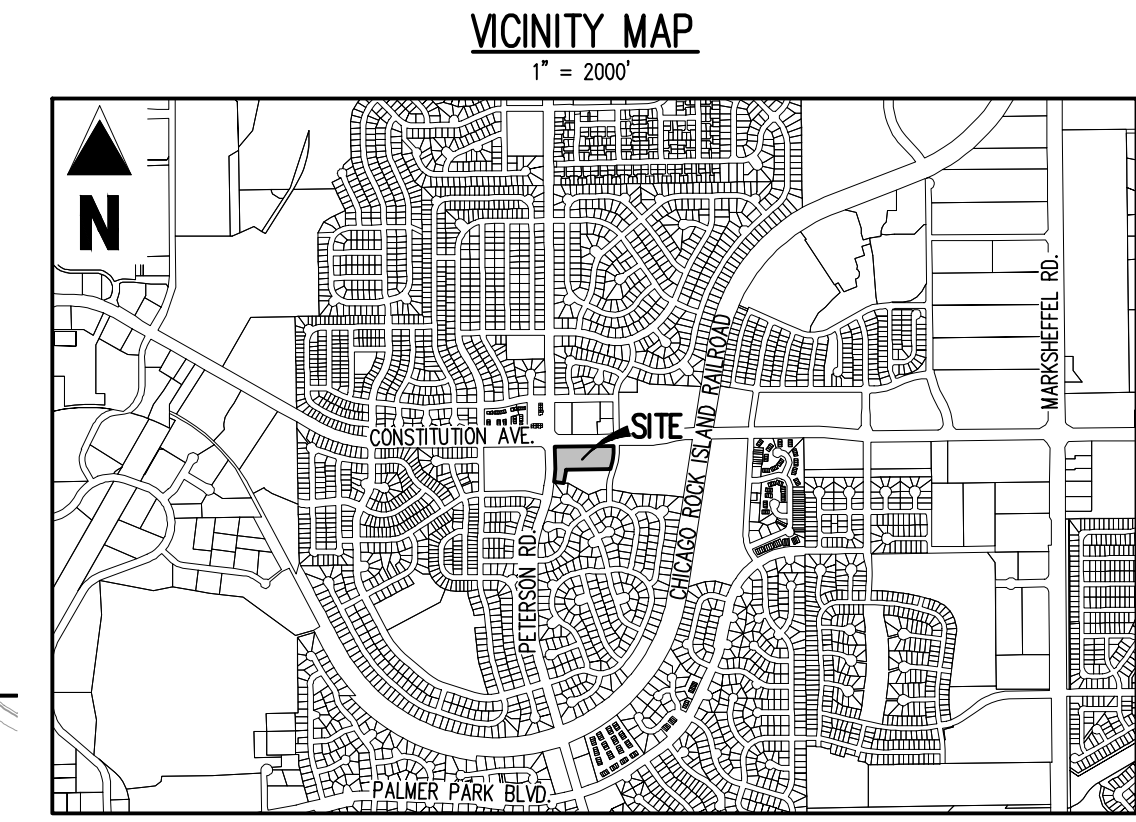 VICINITY MAP
1" = 2000'
N
MARKSHEFFEL RD.
CHICAGO ROCK ISLAND RAILROAD
CONSTITUTION AVE.
SITE
PETERSON RD.
PALMER PARK BLVD.